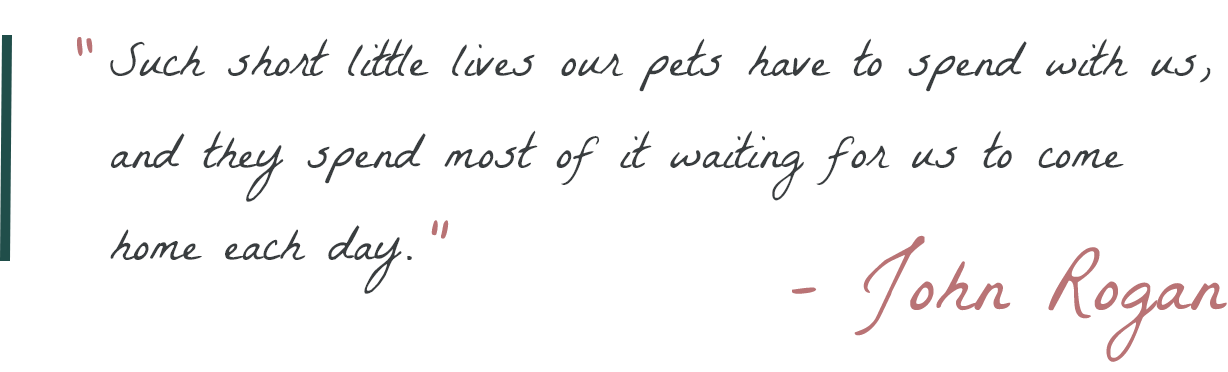 "Such short little lives our pets have to spend with us,
and they spend most of it waiting for us to come
home each day."
- John Rogan